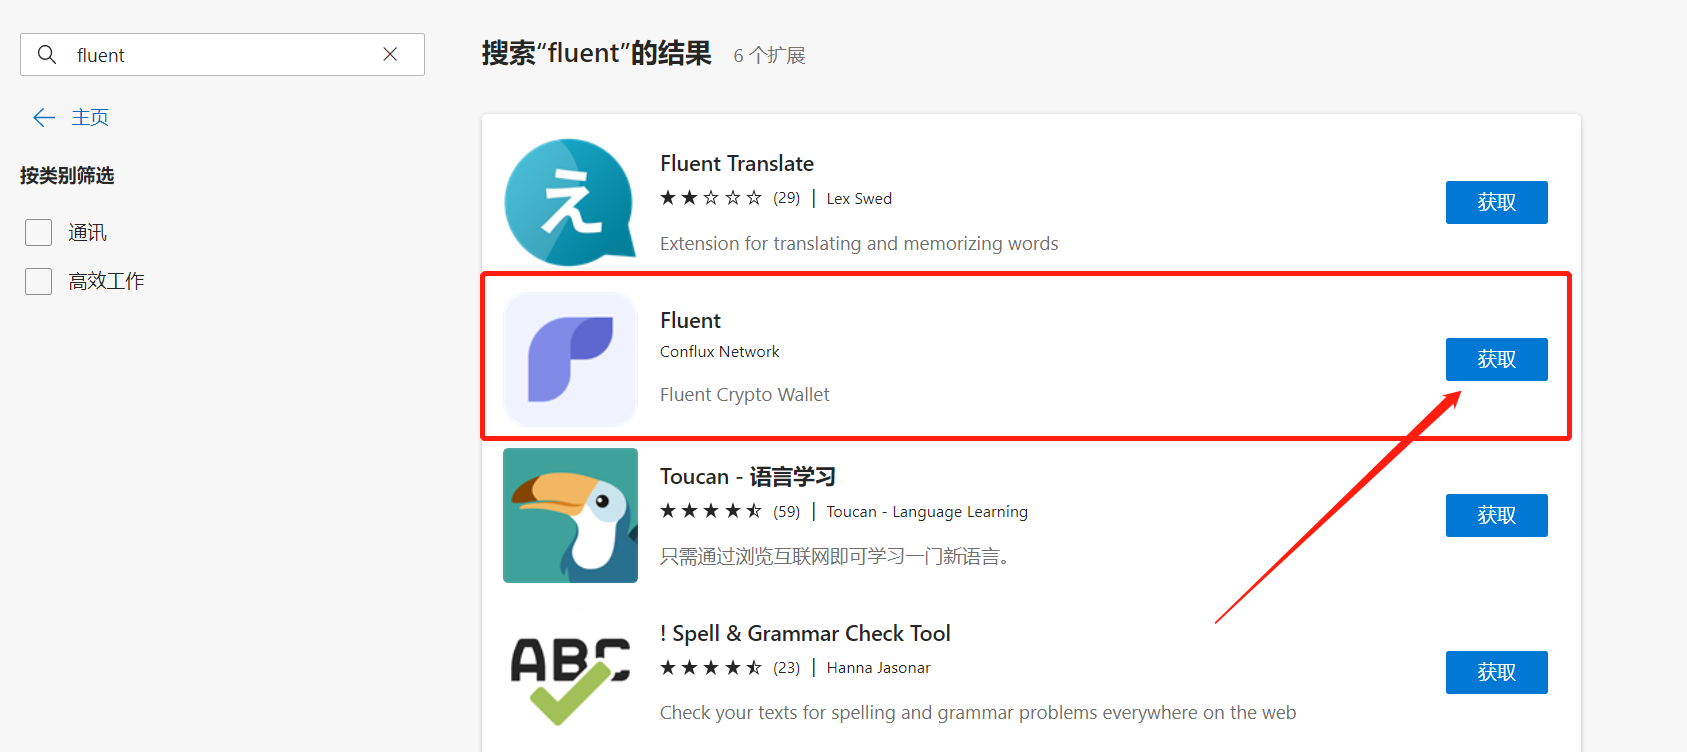 fluent
搜索“fluent”的结果 6 个扩展
主页
按类别筛选
通讯
高效工作
Fluent Translate
(29) | Lex Swed
获取
Extension for translating and memorizing words
Fluent
Conflux Network
获取
Fluent Crypto Wallet
Toucan - 语言学习
(59) | Toucan - Language Learning
获取
只需通过浏览互联网即可学习一门新语言。
ABC
! Spell & Grammar Check Tool
(23) | Hanna Jasonar
获取
Check your texts for spelling and grammar problems everywhere on the web
え